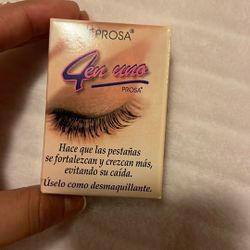 PROSA®
4 en uno
PROSA®
Hace que las pestañas
se fortalezcan y crezcan más,
evitando su caída.
Úselo como desmaquillante.